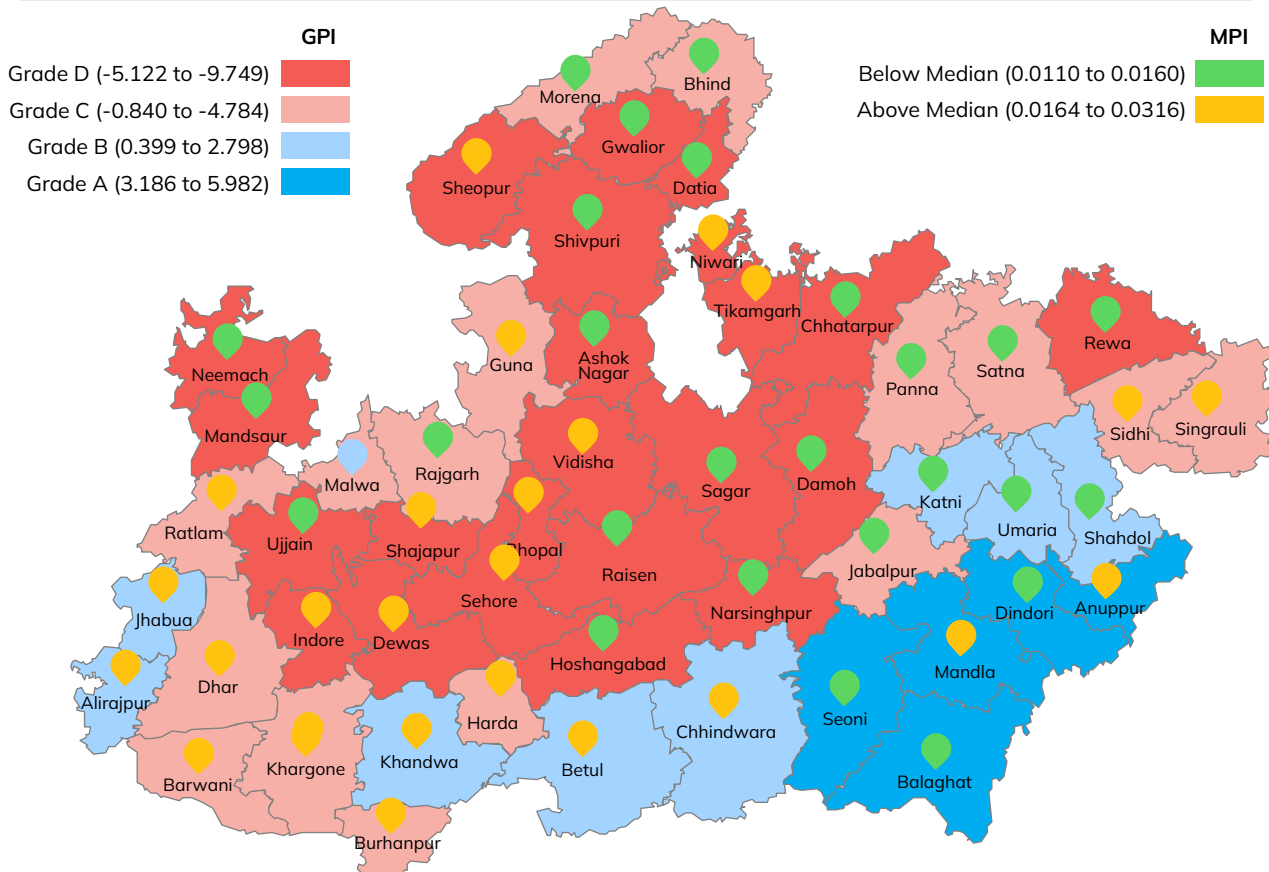 GPI
Grade D (-5.122 to -9.749)
Grade C (-0.840 to -4.784)
Grade B (0.399 to 2.798)
Grade A (3.186 to 5.982)
MPI
Below Median (0.0110 to 0.0160)
Above Median (0.0164 to 0.0316)
Bhind
Morena
Gwalior
Sheopur
Datia
Shivpuri
Niwari
Tikamgarh
Chhatarpur
Rewa
Ashok
Nagar
Guna
Satna
Neemach
Panna
Mandsaur
Sidhi
Singrauli
Vidisha
Rajgarh
Malwa
Damoh
Sagar
Katni
Umaria
Ratlam
Shahdol
Ujjain
Shajapur
Bhopal
Jabalpur
Raisen
Sehore
Anuppur
Dindori
Narsinghpur
Jhabua
Indore
Dewas
Hoshangabad
Mandla
Dhar
Alirajpur
Seoni
Harda
Chhindwara
Khandwa
Khargone
Betul
Barwani
Balaghat
Burhanpur